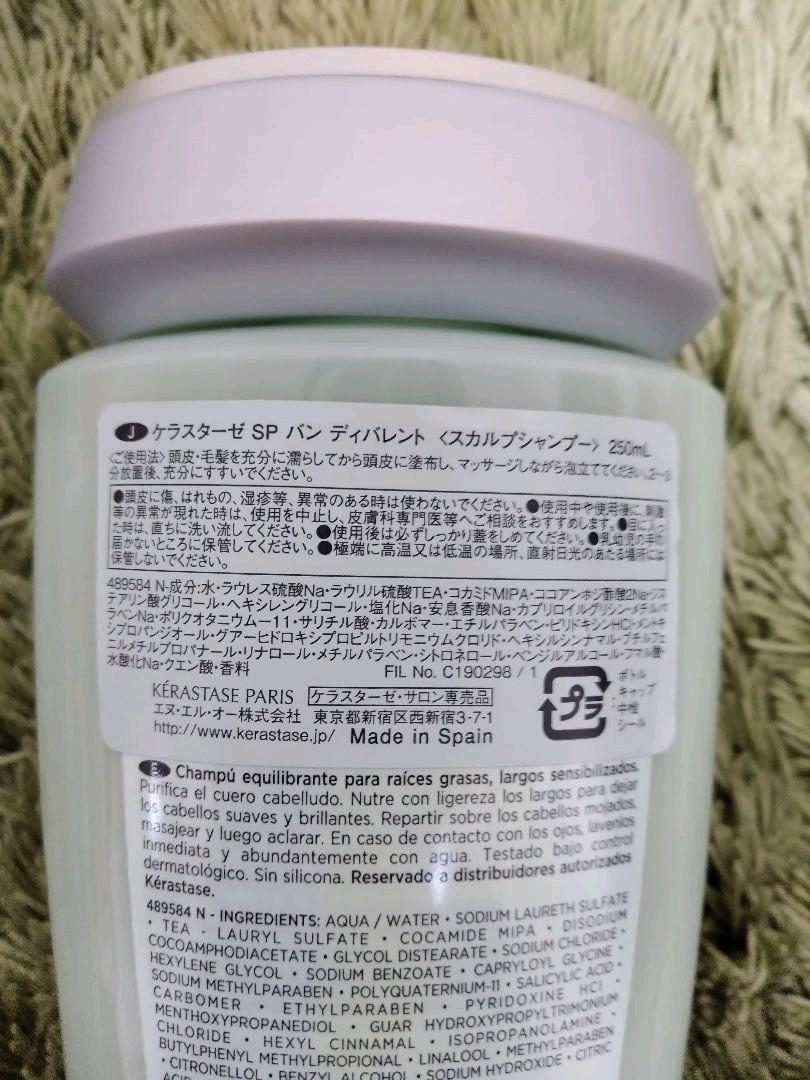 J ケラスターゼ SP バン ディバレント 〈スカルプシャンプー〉 250mL
〈ご使用法〉頭皮・毛髪を充分に濡らしてから頭皮に塗布し、マッサージしながら泡立ててください。2〜3
分放置後、充分にすすいでください。
●頭皮に傷、はれもの、湿疹等、異常のある時は使わないでください。●使用中や使用後に、刺激
等の異常が現れた時は、使用を中止し、皮膚科専門医等へご相談をおすすめします。●目に入っ
た時は、直ちに洗い流してください。●使用後は必ずしっかり蓋をしめてください。●乳幼児の手の
届かないところに保管してください。●極端に高温又は低温の場所、直射日光のあたる場所には
保管しないでください。
489584 N-成分:水・ラウレス硫酸Na・ラウリル硫酸TEA・コカミドMIPA・ココアンホジ酢酸2Na・ジス
テアリン酸グリコール・ヘキシレングリコール・塩化Na・安息香酸Na・カプリロイルグリシン・メチルパ
ラベンNa・ポリクオタニウム-11・サリチル酸・カルボマー・エチルパラベン・ピリドキシンHCl・メントキ
シプロパンジオール・グアーヒドロキシプロピルトリモニウムクロリド・ヘキシルシンナマル・ブチルフェ
ニルメチルプロパナール・リナロール・メチルパラベン・シトロネロール・ベンジルアルコール・フマル酸・
水酸化Na・クエン酸・香料 FIL No. C190298 / 1
KÉRASTASE PARIS ケラスターゼ・サロン専売品
エヌ・エル・オー株式会社 東京都新宿区西新宿3-7-1
http://www.kerastase.jp/ Made in Spain
プラ
ボトル
・キャップ
・中栓
シール
E Champú equilibrante para raíces grasas, largos sensibilizados.
Purifica el cuero cabelludo. Nutre con ligereza los largos para dejar
los cabellos suaves y brillantes. Repartir sobre los cabellos mojados,
masajear y luego aclarar. En caso de contacto con los ojos, lávenlos
inmediata y abundantemente con agua. Testado bajo control
dermatológico. Sin silicona. Reservado a distribuidores autorizados
Kérastase.
489584 N - INGREDIENTS: AQUA / WATER • SODIUM LAURETH SULFATE
• TEA - LAURYL SULFATE • COCAMIDE MIPA • DISODIUM
COCOAMPHODIACETATE • GLYCOL DISTEARATE • SODIUM CHLORIDE •
HEXYLENE GLYCOL • SODIUM BENZOATE • CAPRYLOYL GLYCINE •
SODIUM METHYLPARABEN • POLYQUATERNIUM-11 • SALICYLIC ACID •
CARBOMER • ETHYLPARABEN • PYRIDOXINE HCI •
MENTHOXYPROPANEDIOL • GUAR HYDROXYPROPYLTRIMONIUM
CHLORIDE • HEXYL CINNAMAL • ISOPROPANOLAMINE •
BUTYLPHENYL METHYLPROPIONAL • LINALOOL • METHYLPARABEN
• CITRONELLOL • BENZYL ALCOHOL • SODIUM HYDROXIDE • CITRIC